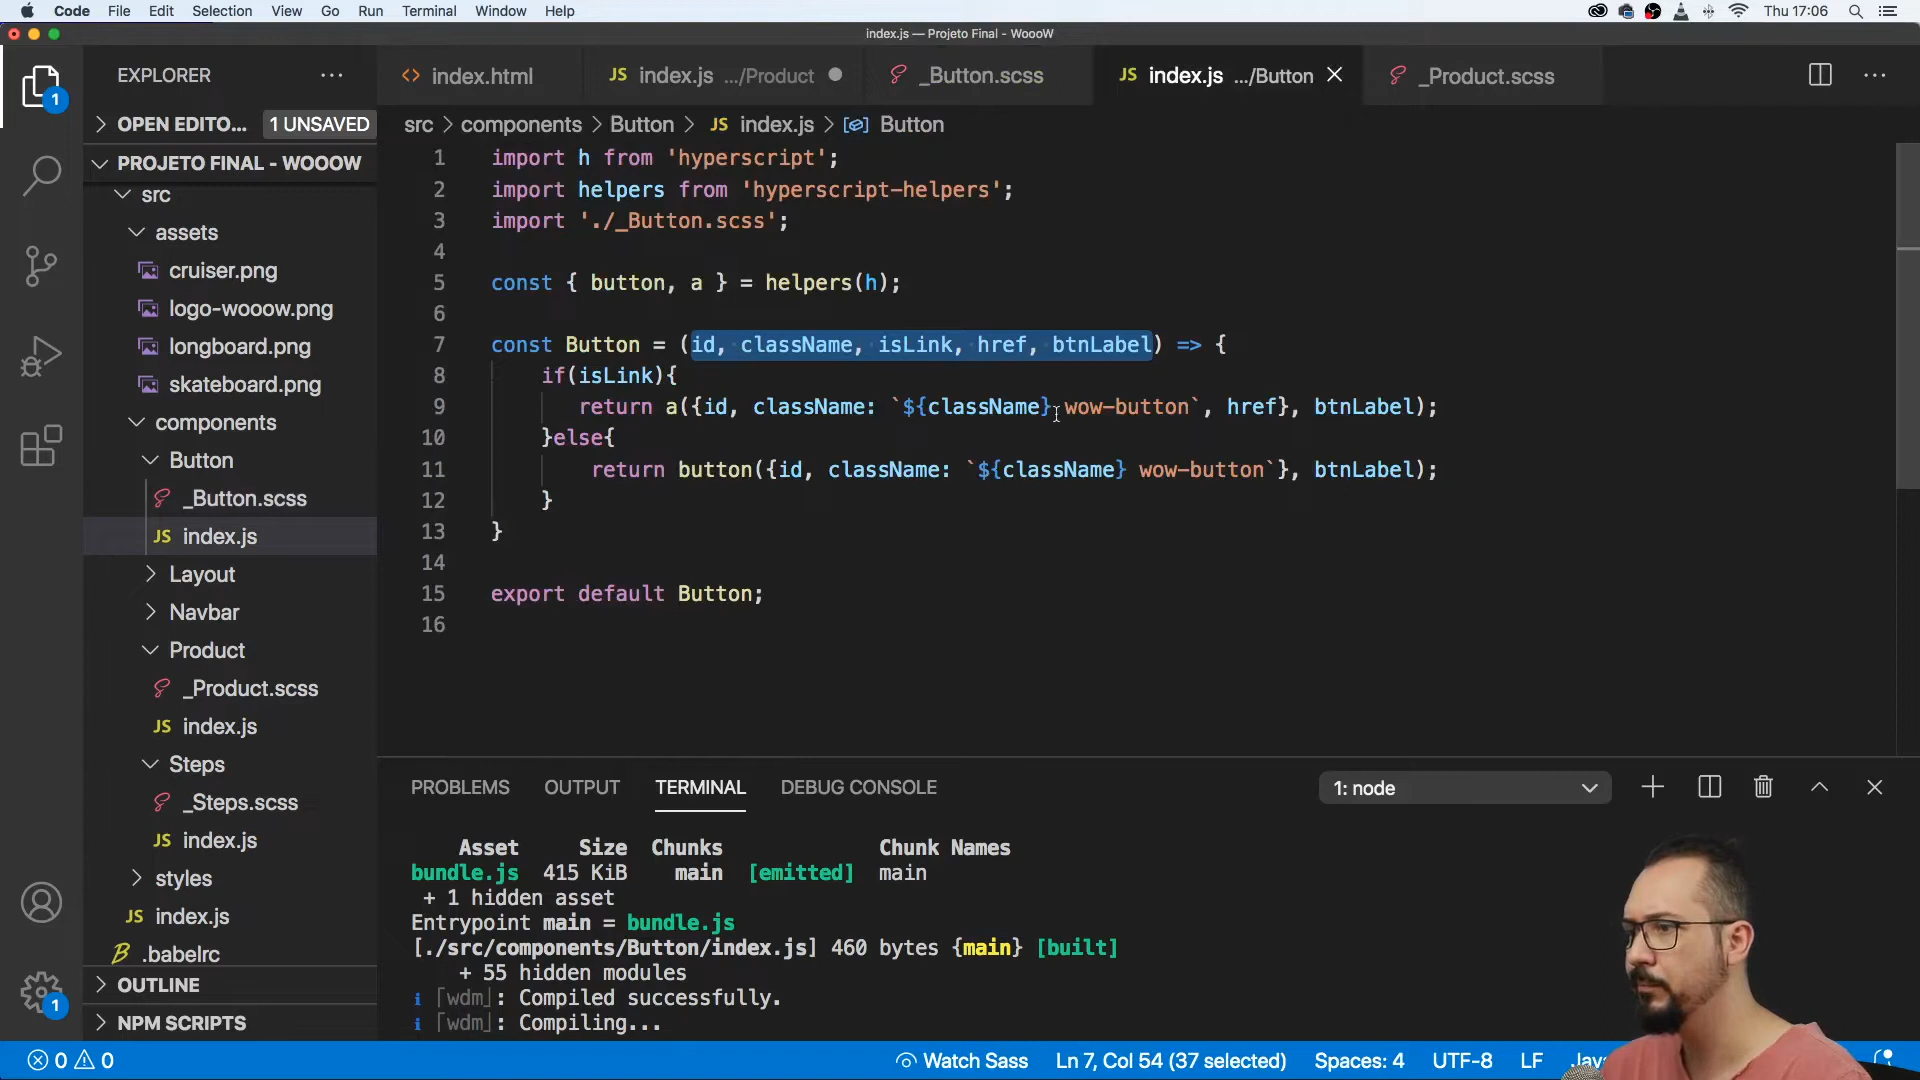 Code File Edit Selection View Go Run Terminal Window Help Thu 17:06
index.js — Projeto Final - WoooW
EXPLORER
index.html
JS index.js .../Product
_Button.scss
JS index.js .../Button
_Product.scss
1
OPEN EDITO... 1 UNSAVED
PROJETO FINAL - WOOOW
src
assets
cruiser.png
logo-wooow.png
longboard.png
skateboard.png
components
Button
_Button.scss
JS index.js
Layout
Navbar
Product
_Product.scss
JS index.js
Steps
_Steps.scss
JS index.js
styles
JS index.js
.babelrc
OUTLINE
NPM SCRIPTS
1
src > components > Button > JS index.js > Button
1 import h from 'hyperscript';
2 import helpers from 'hyperscript-helpers';
3 import './_Button.scss';
4
5 const { button, a } = helpers(h);
6
7 const Button = (id, className, isLink, href, btnLabel) => {
8 if(isLink){
9 return a({id, className: `${className} wow-button`, href}, btnLabel);
10 }else{
11 return button({id, className: `${className} wow-button`}, btnLabel);
12 }
13 }
14
15 export default Button;
16
PROBLEMS OUTPUT TERMINAL DEBUG CONSOLE 1: node
Asset Size Chunks Chunk Names
bundle.js 415 KiB main [emitted] main
+ 1 hidden asset
Entrypoint main = bundle.js
[./src/components/Button/index.js] 460 bytes {main} [built]
+ 55 hidden modules
i ｢wdm｣: Compiled successfully.
i ｢wdm｣: Compiling...
0 0 Watch Sass Ln 7, Col 54 (37 selected) Spaces: 4 UTF-8 LF